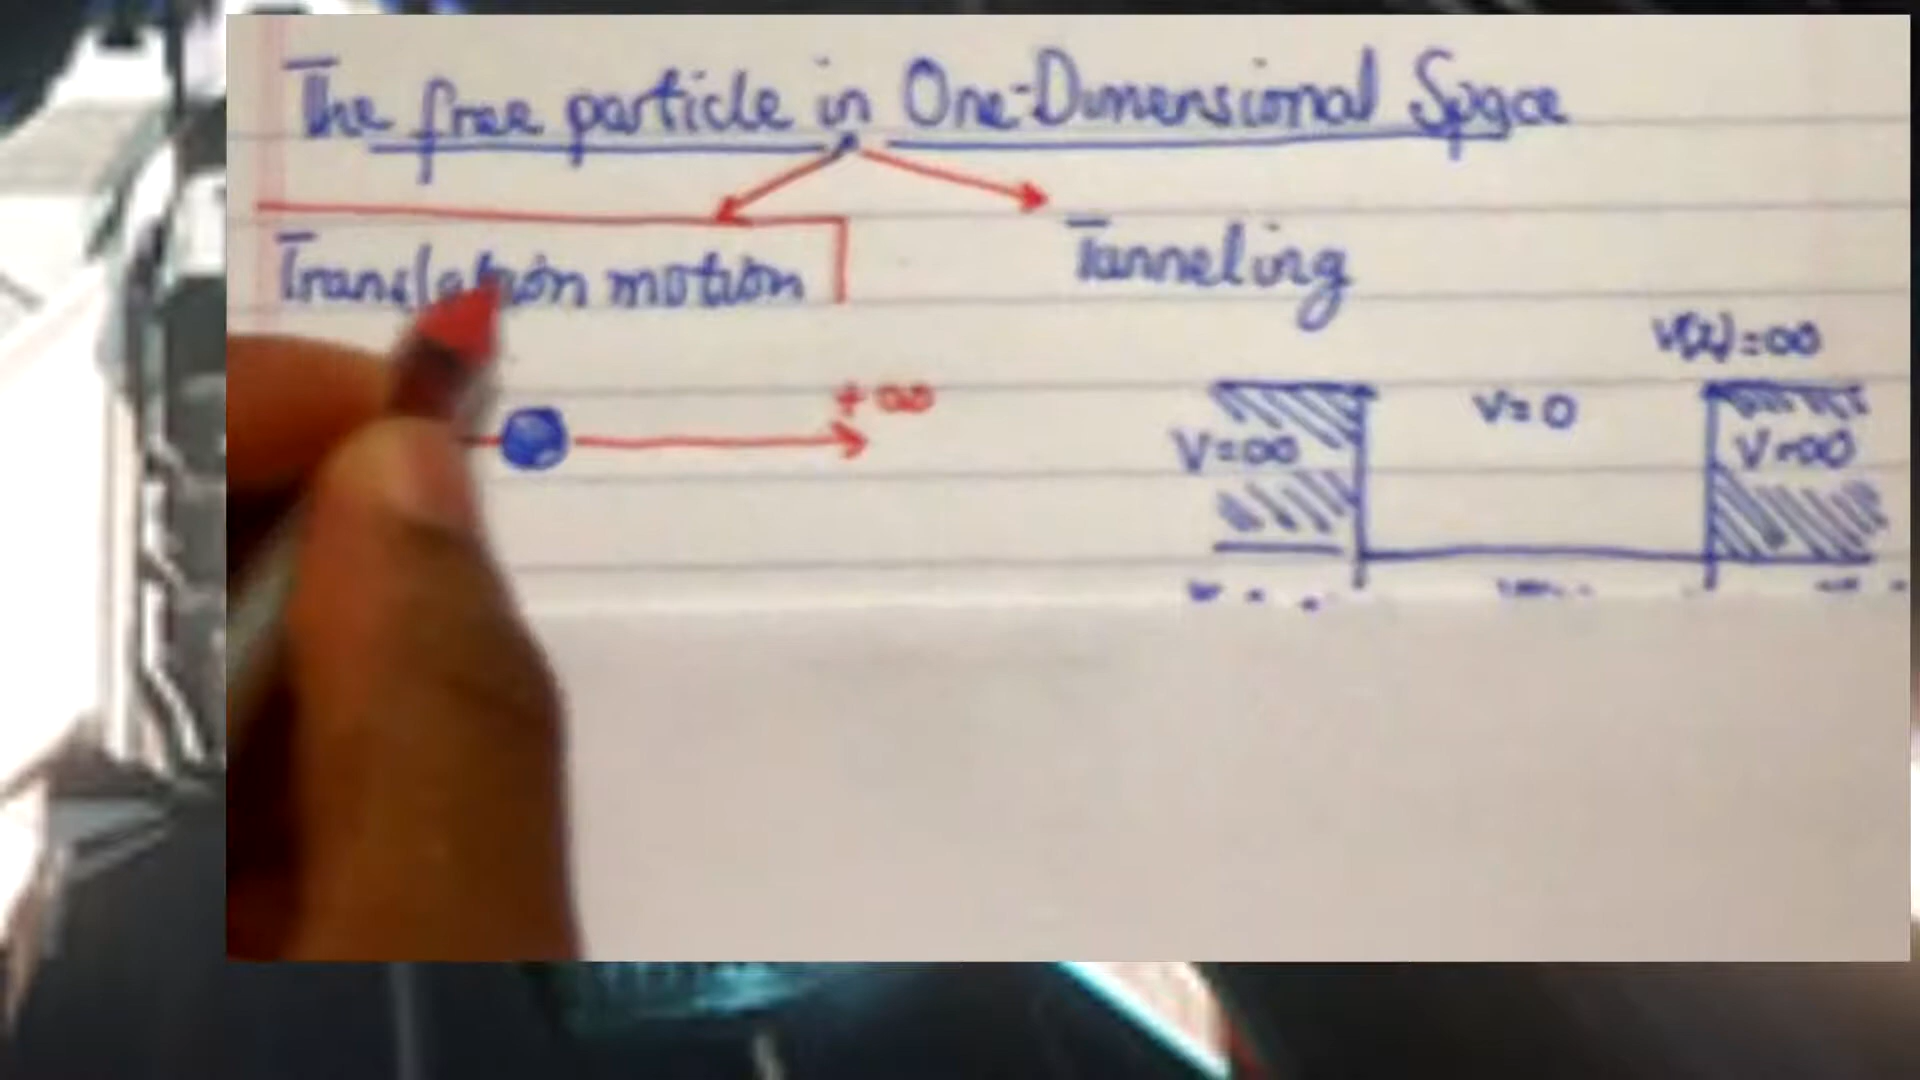 The free particle in One-Dimensional Space
Translation motion
Tunneling
V(x)=∞
+∞
V=0
V=∞
V=∞